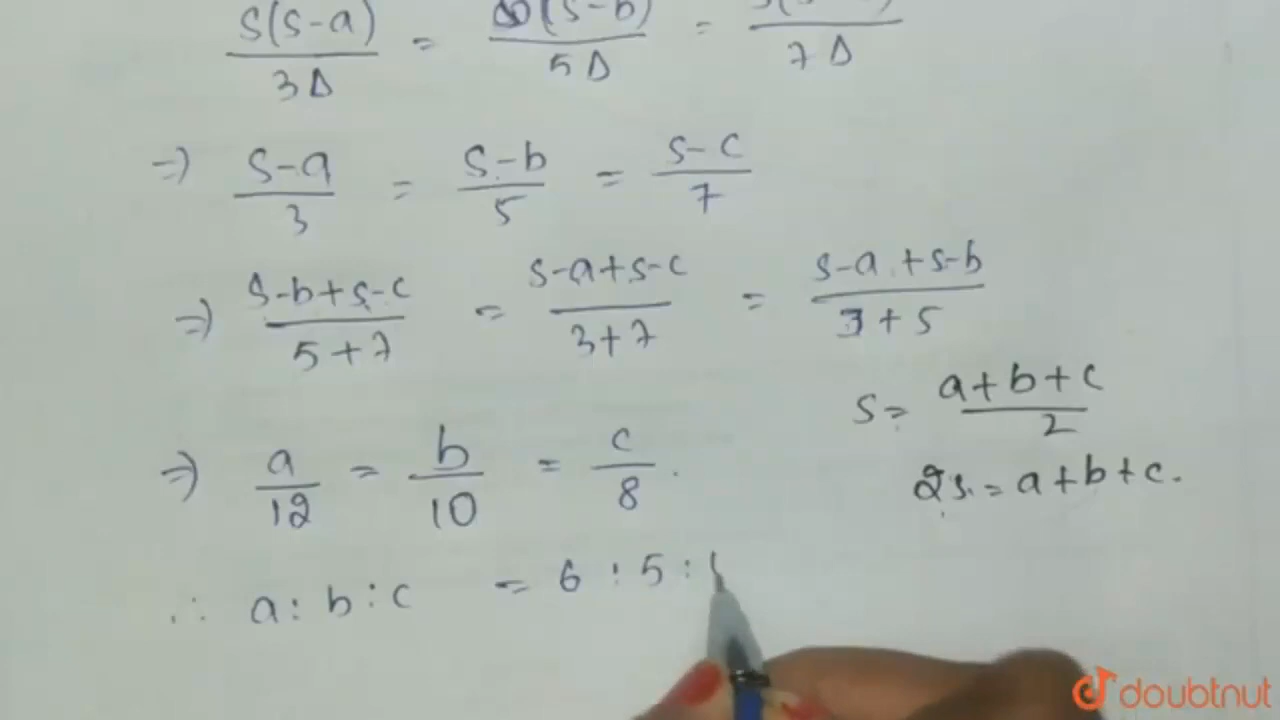 S(S-a)/3Δ = (S-b)/5Δ = /7Δ
⇒ S-a/3 = S-b/5 = S-c/7
⇒ S-b+s-c/5+7 = s-a+s-c/3+7 = s-a+s-b/3+5
S= a+b+c/2
⇒ a/12 = b/10 = c/8.
2s = a+b+c.
∴ a:b:c = 6:5:
doubtnut